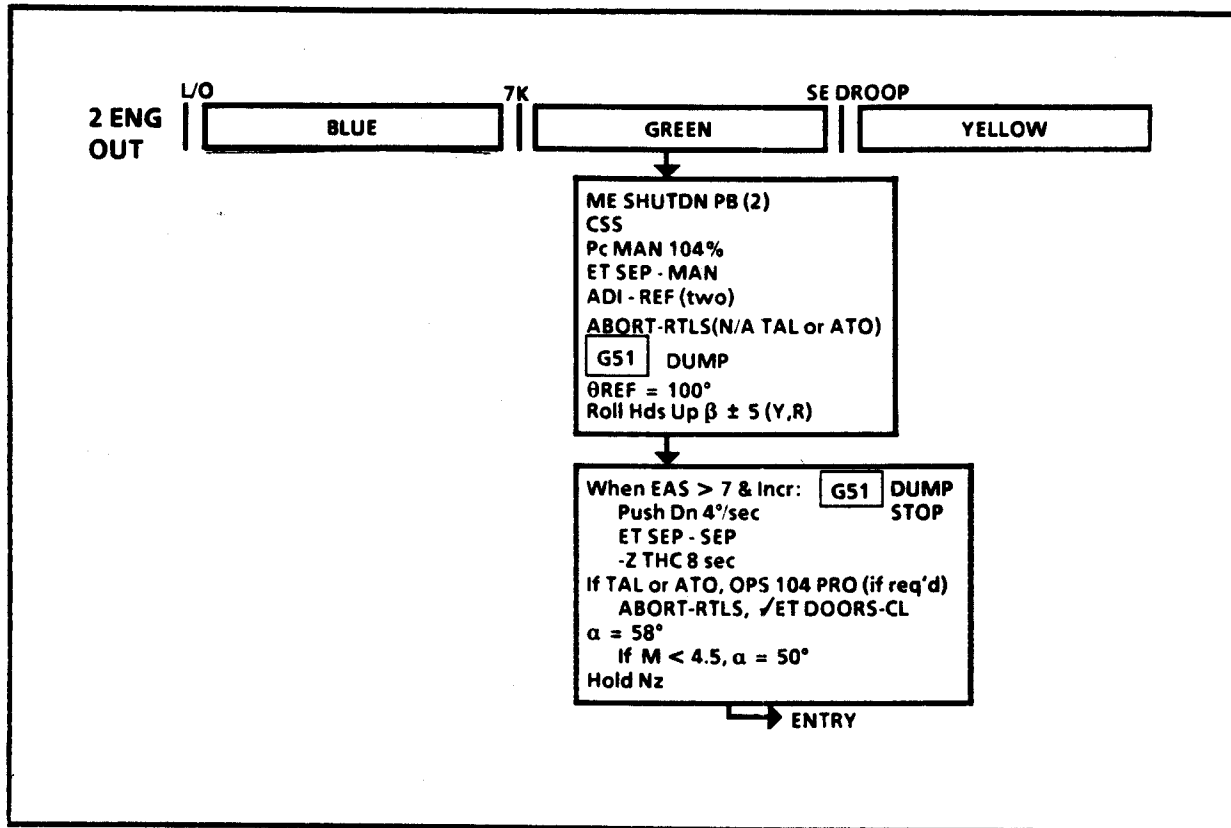 L/O 7K SE DROOP
2 ENG OUT BLUE GREEN YELLOW
ME SHUTDN PB (2)
CSS
Pc MAN 104%
ET SEP - MAN
ADI - REF (two)
ABORT-RTLS(N/A TAL or ATO)
G51 DUMP
θREF = 100°
Roll Hds Up β ± 5 (Y,R)
When EAS > 7 & Incr: G51 DUMP
Push Dn 4°/sec STOP
ET SEP - SEP
-Z THC 8 sec
If TAL or ATO, OPS 104 PRO (if req'd)
ABORT-RTLS, ✓ET DOORS-CL
α = 58°
If M < 4.5, α = 50°
Hold Nz
ENTRY